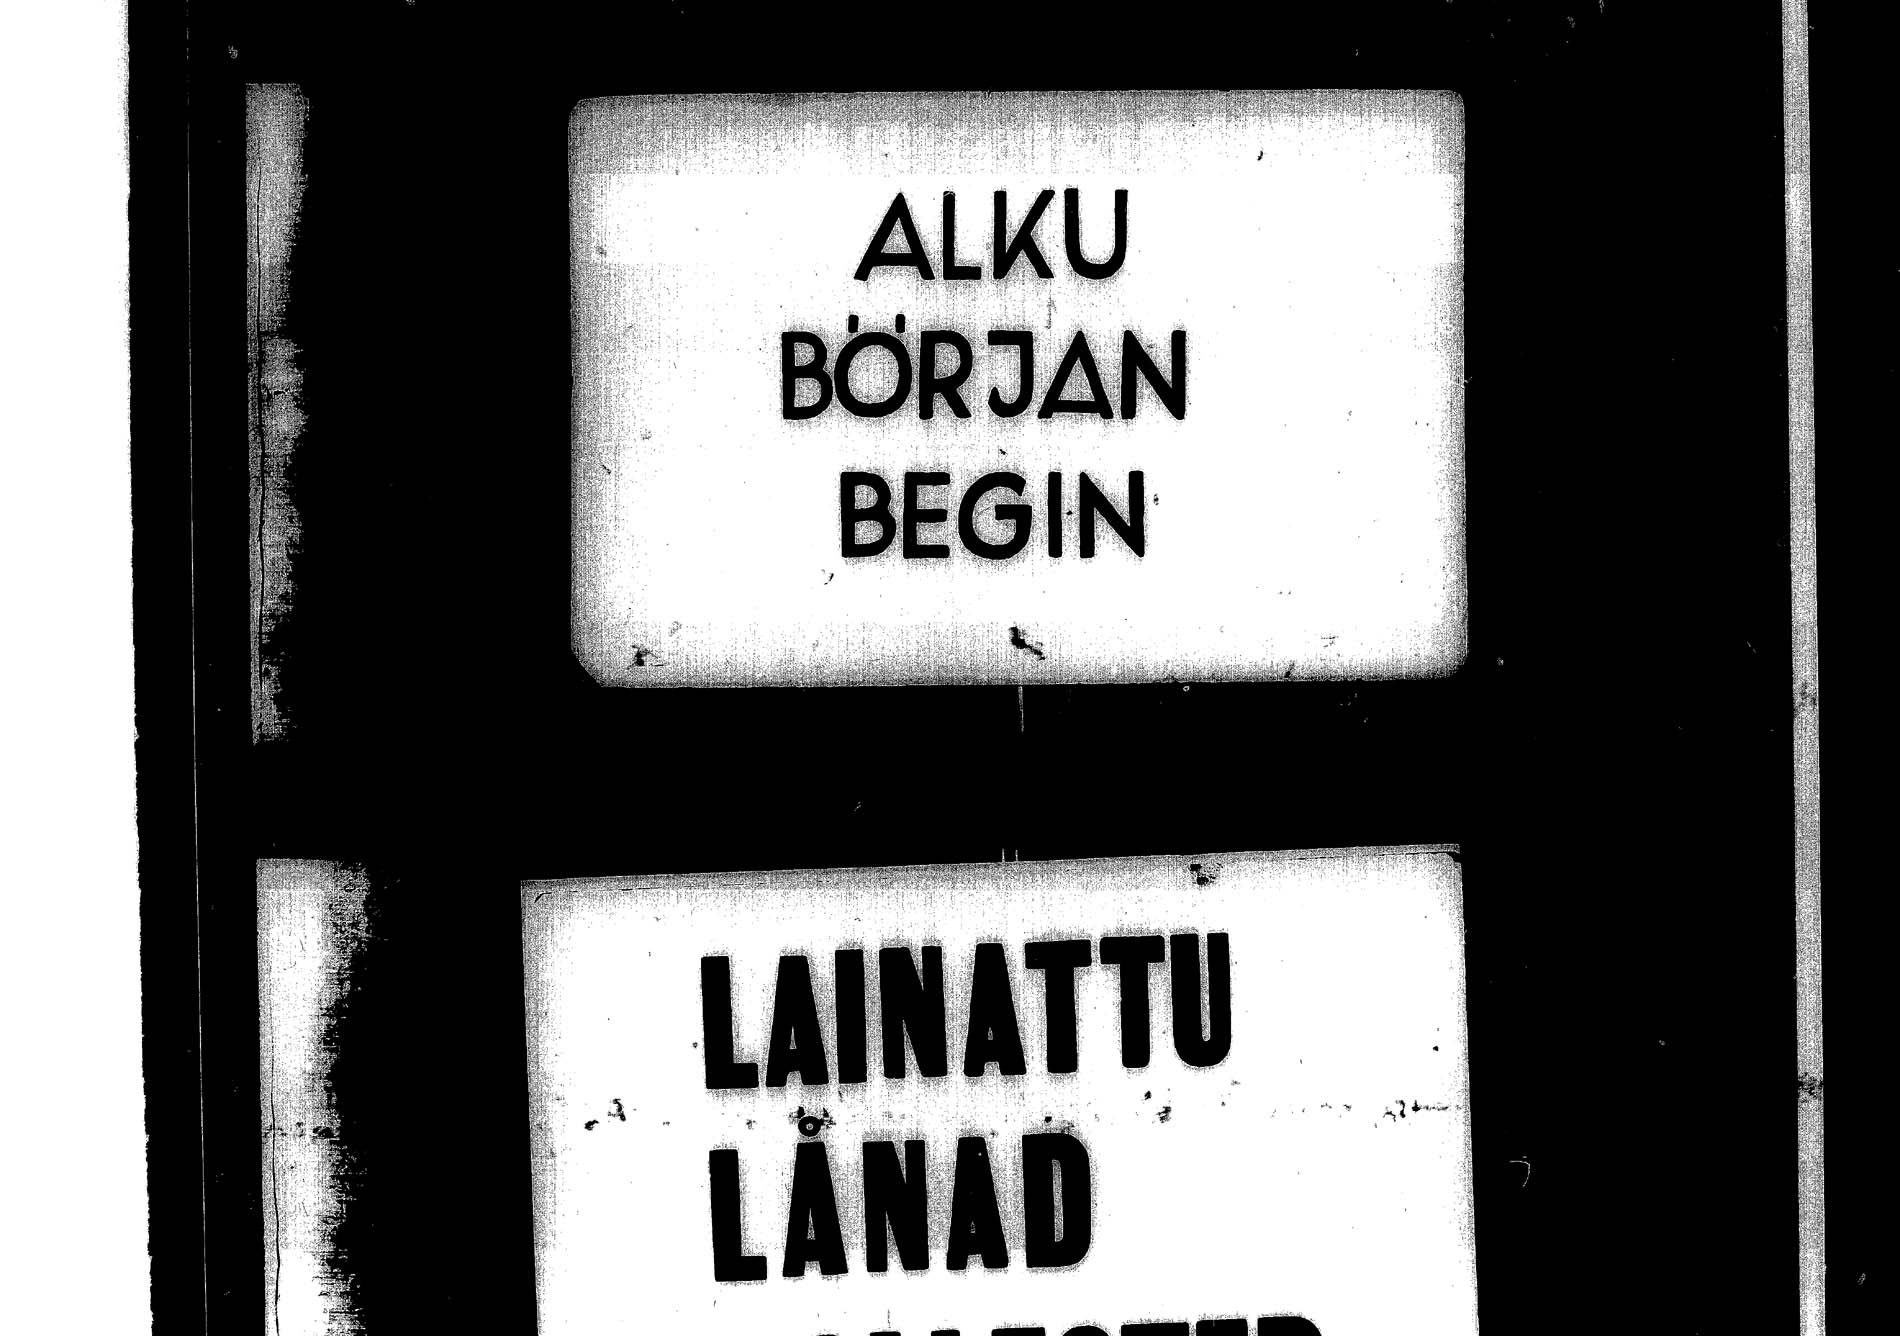 ALKU
BÖRJAN
BEGIN
LAINATTU
LÅNAD